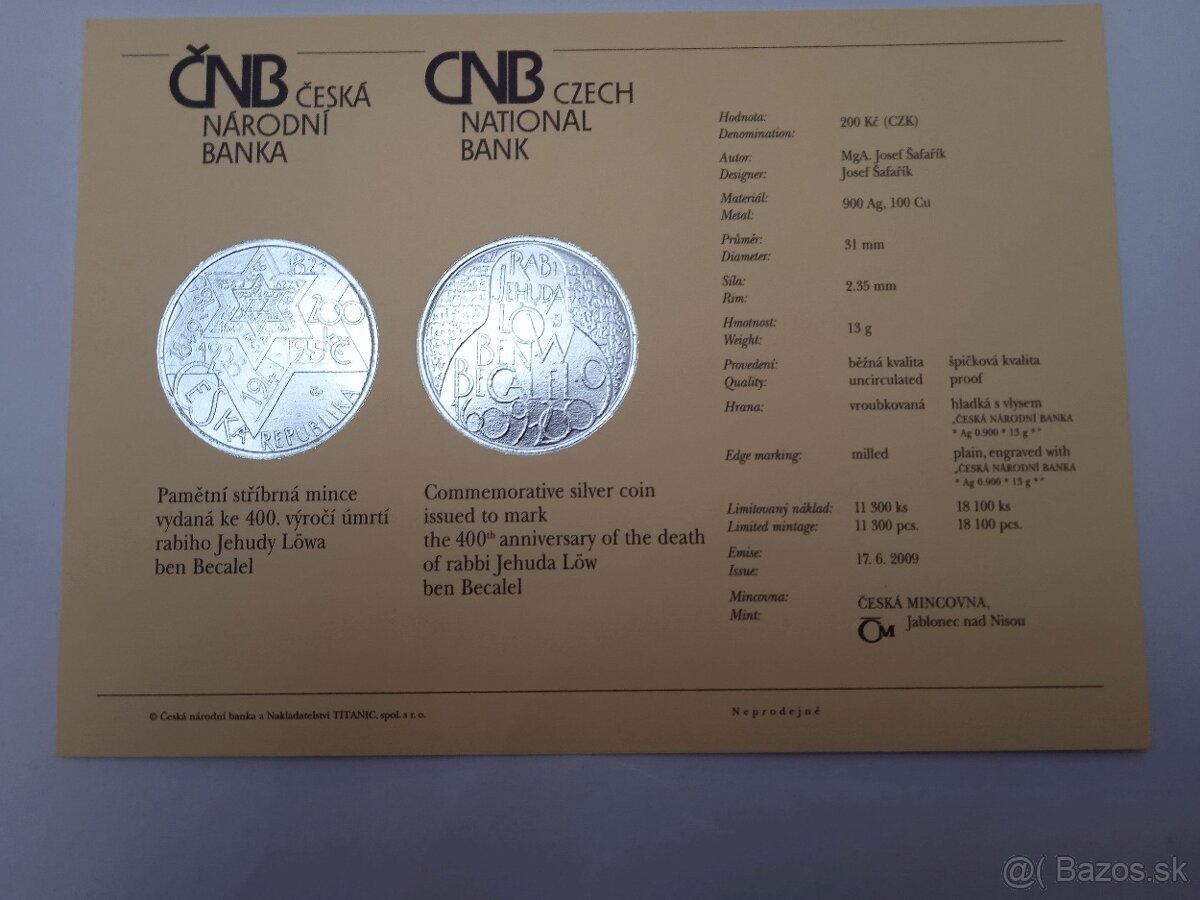 ČNB ČESKÁ
NÁRODNÍ
BANKA
CNB CZECH
NATIONAL
BANK
ČESKÁ REPUBLIKA
200 Kč
RABI
JEHUDA
LÖW
BEN
BECALEL
1609
Pamětní stříbrná mince
vydaná ke 400. výročí úmrtí
rabiho Jehudy Löwa
ben Becalel
Commemorative silver coin
issued to mark
the 400th anniversary of the death
of rabbi Jehuda Löw
ben Becalel
Hodnota: 200 Kč (CZK)
Denomination:
Autor: MgA. Josef Šafařík
Designer: Josef Šafařík
Materiál: 900 Ag, 100 Cu
Metal:
Průměr: 31 mm
Diameter:
Síla: 2.35 mm
Rim:
Hmotnost: 13 g
Weight:
Provedení: běžná kvalita špičková kvalita
Quality: uncirculated proof
Hrana: vroubkovaná hladká s vlysem
„ČESKÁ NÁRODNÍ BANKA
* Ag 0.900 * 13 g *“
Edge marking: milled plain, engraved with
„ČESKÁ NÁRODNÍ BANKA
* Ag 0.900 * 13 g *“
Limitovaný náklad: 11 300 ks 18 100 ks
Limited mintage: 11 300 pcs. 18 100 pcs.
Emise: 17. 6. 2009
Issue:
Mincovna: ČESKÁ MINCOVNA,
Mint: ČM Jablonec nad Nisou
© Česká národní banka a Nakladatelství TITANIC, spol. s r. o.
Neprodejné
@( Bazos.sk